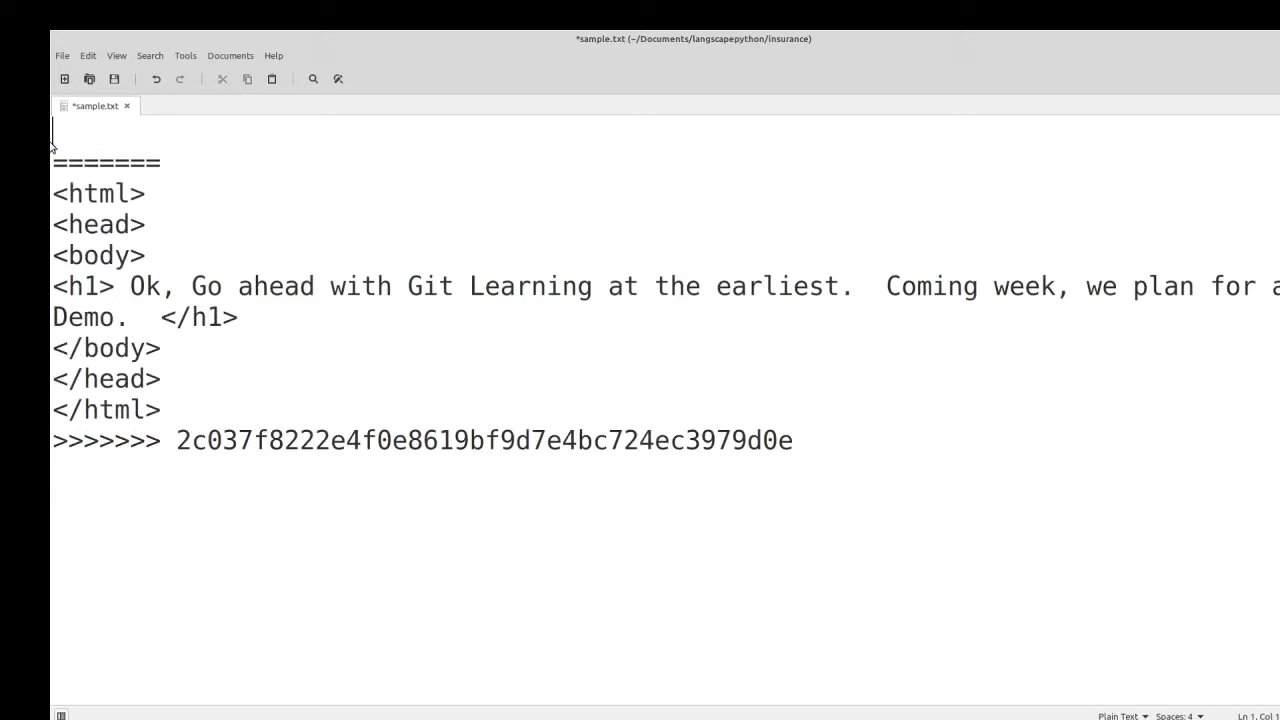 *sample.txt (~/Documents/langscapepython/insurance)
File Edit View Search Tools Documents Help
*sample.txt ×
=======
<html>
<head>
<body>
<h1> Ok, Go ahead with Git Learning at the earliest.  Coming week, we plan for a
Demo.  </h1>
</body>
</head>
</html>
>>>>>>> 2c037f8222e4f0e8619bf9d7e4bc724ec3979d0e
Plain Text Spaces: 4 Ln 1, Col 1